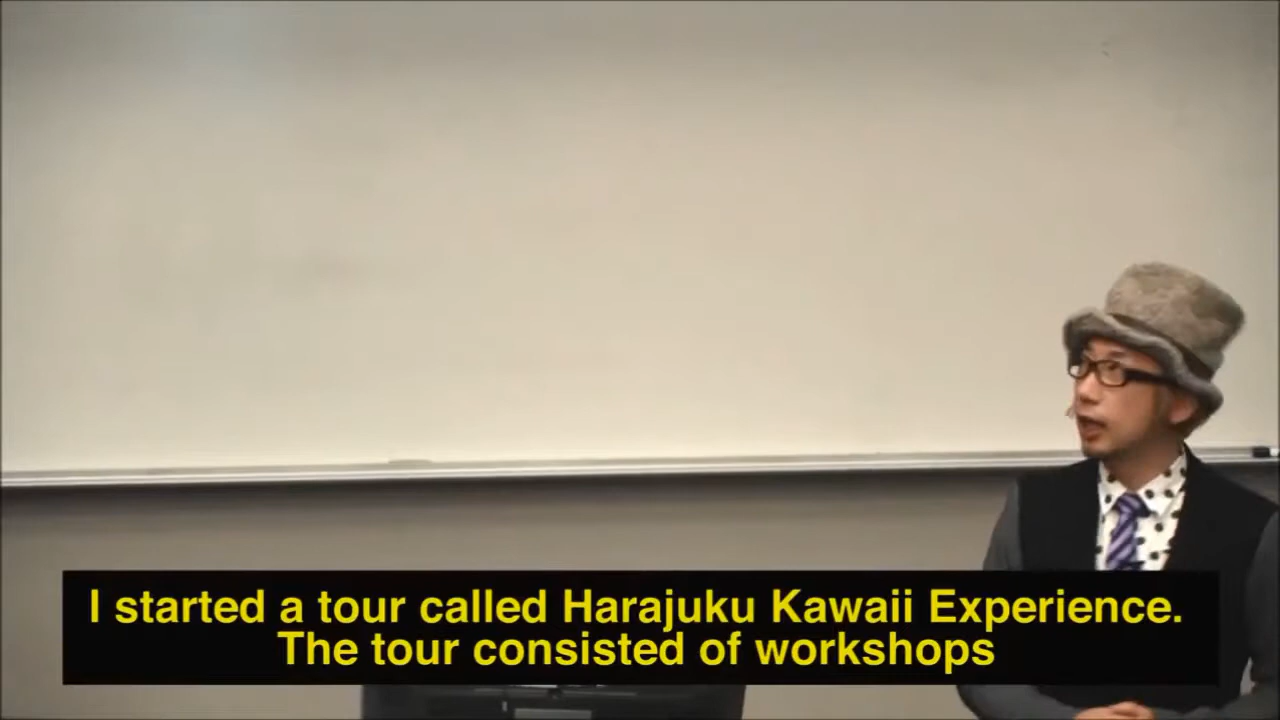 I started a tour called Harajuku Kawaii Experience.
The tour consisted of workshops